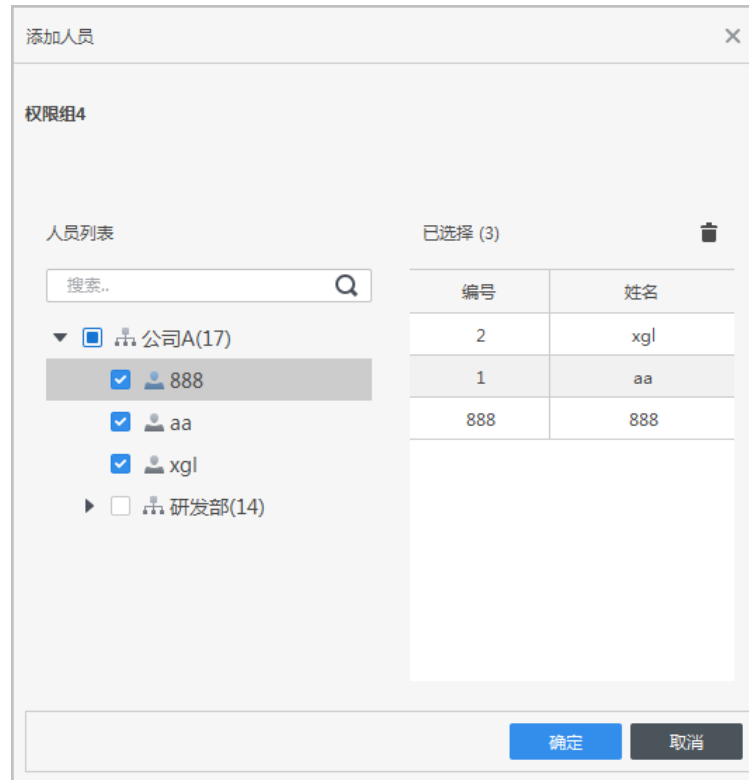 添加人员
权限组4
人员列表
搜索..
公司A(17)
888
aa
xgl
研发部(14)
已选择 (3)
编号 姓名
2 xgl
1 aa
888 888
确定 取消